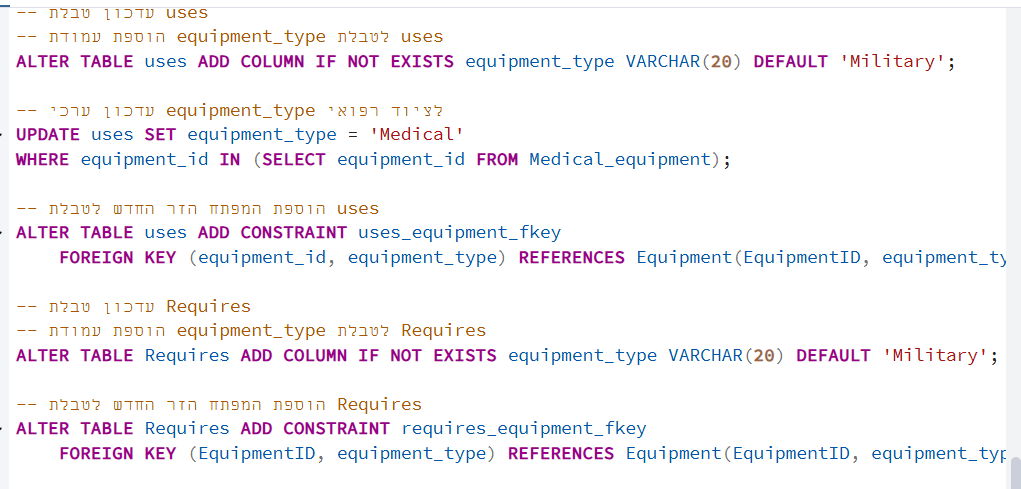 -- עדכון טבלת uses
-- הוספת עמודת equipment_type לטבלת uses
ALTER TABLE uses ADD COLUMN IF NOT EXISTS equipment_type VARCHAR(20) DEFAULT 'Military';
-- עדכון ערכי equipment_type לציוד רפואי
UPDATE uses SET equipment_type = 'Medical'
WHERE equipment_id IN (SELECT equipment_id FROM Medical_equipment);
-- הוספת המפתח הזר החדש לטבלת uses
ALTER TABLE uses ADD CONSTRAINT uses_equipment_fkey
FOREIGN KEY (equipment_id, equipment_type) REFERENCES Equipment(EquipmentID, equipment_ty
-- עדכון טבלת Requires
-- הוספת עמודת equipment_type לטבלת Requires
ALTER TABLE Requires ADD COLUMN IF NOT EXISTS equipment_type VARCHAR(20) DEFAULT 'Military';
-- הוספת המפתח הזר החדש לטבלת Requires
ALTER TABLE Requires ADD CONSTRAINT requires_equipment_fkey
FOREIGN KEY (EquipmentID, equipment_type) REFERENCES Equipment(EquipmentID, equipment_typ